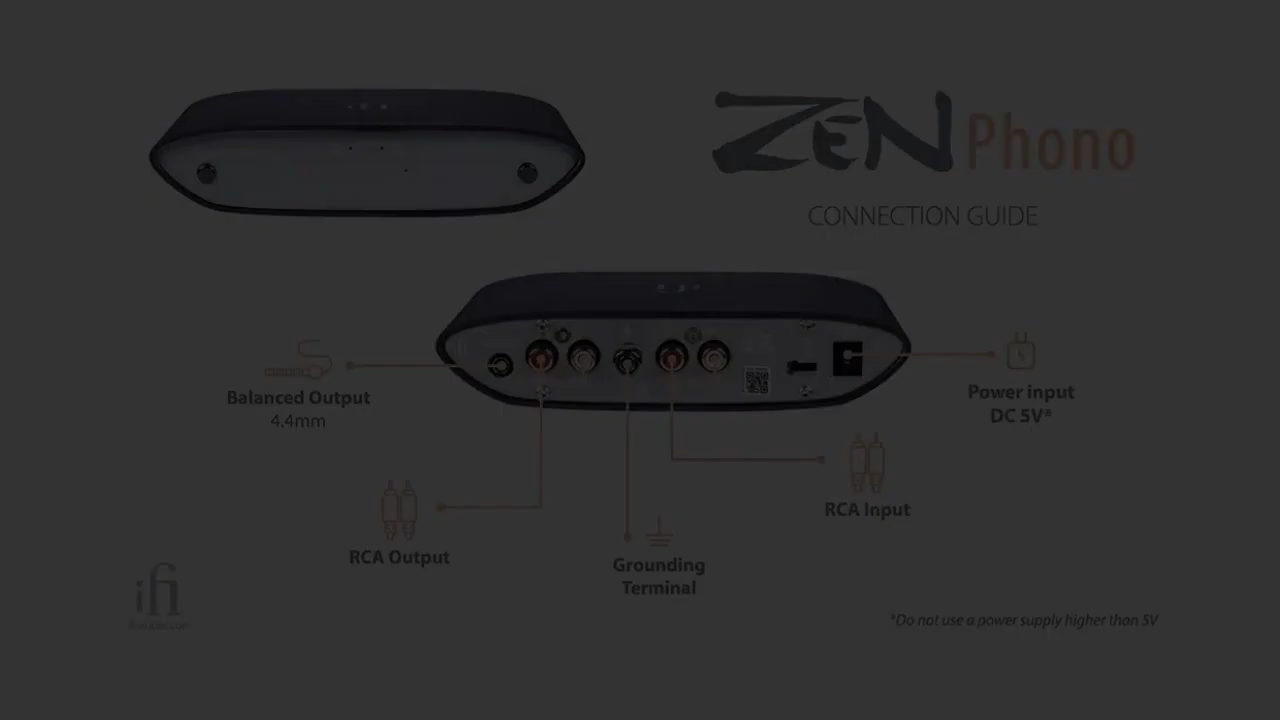 ZEN Phono
CONNECTION GUIDE
Balanced Output
4.4mm
Power input
DC 5V*
RCA Input
RCA Output
Grounding
Terminal
ifi
*Do not use a power supply higher than 5V